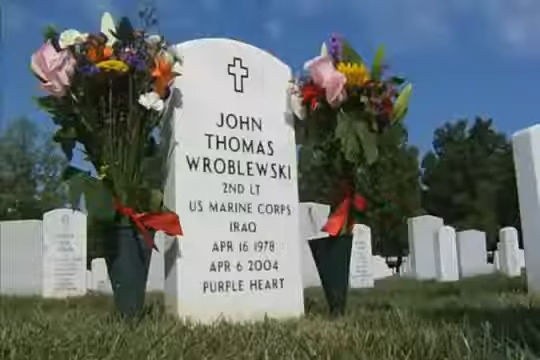 JOHN
THOMAS
WROBLEWSKI
2ND LT
US MARINE CORPS
IRAQ
APR 16 1978
APR 6 2004
PURPLE HEART